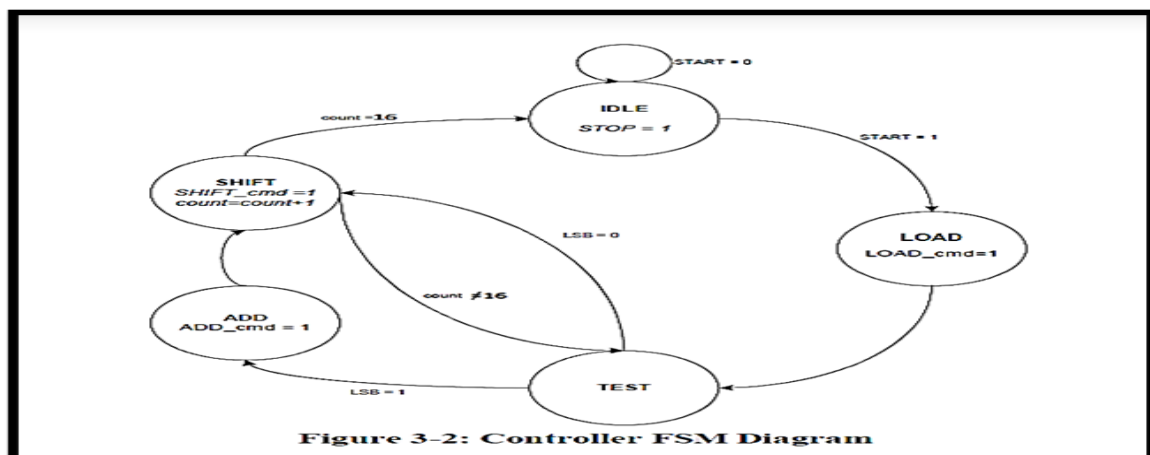 START = 0
IDLE
STOP = 1
count =16
START = 1
SHIFT
SHIFT_cmd =1
count=count+1
LSB = 0
LOAD
LOAD_cmd=1
count ≠16
ADD
ADD_cmd = 1
TEST
LSB = 1
Figure 3-2: Controller FSM Diagram